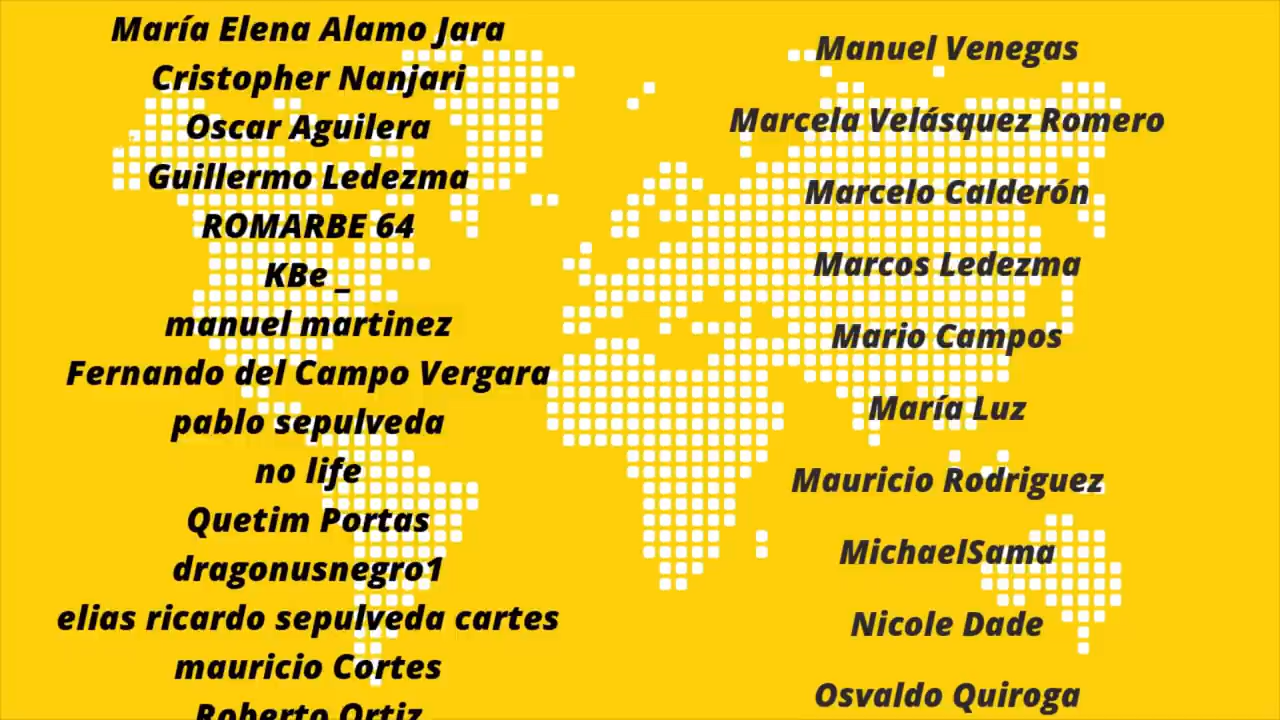 María Elena Alamo Jara
Cristopher Nanjari
Oscar Aguilera
Guillermo Ledezma
ROMARBE 64
KBe _
manuel martinez
Fernando del Campo Vergara
pablo sepulveda
no life
Quetim Portas
dragonusnegro1
elias ricardo sepulveda cartes
mauricio Cortes
Roberto Ortiz
Manuel Venegas
Marcela Velásquez Romero
Marcelo Calderón
Marcos Ledezma
Mario Campos
María Luz
Mauricio Rodriguez
MichaelSama
Nicole Dade
Osvaldo Quiroga